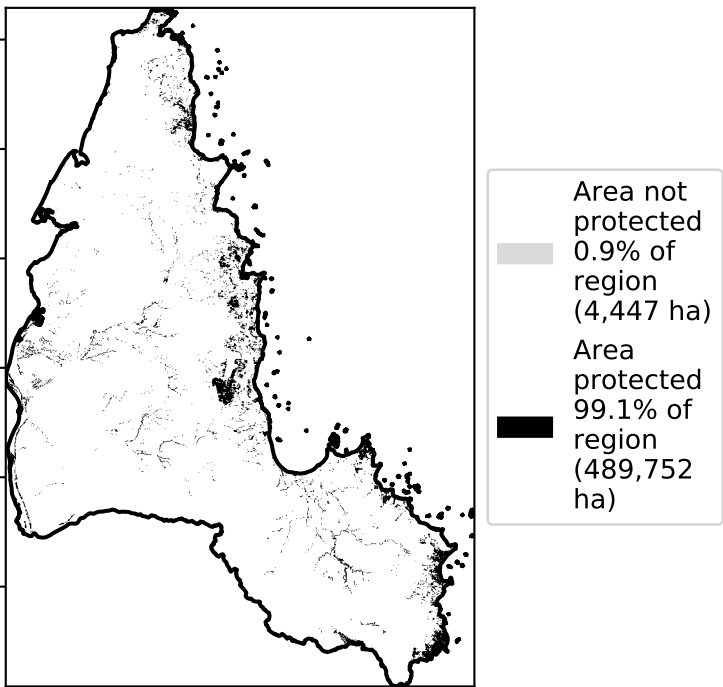 Area not
protected
0.9% of
region
(4,447 ha)
Area
protected
99.1% of
region
(489,752
ha)